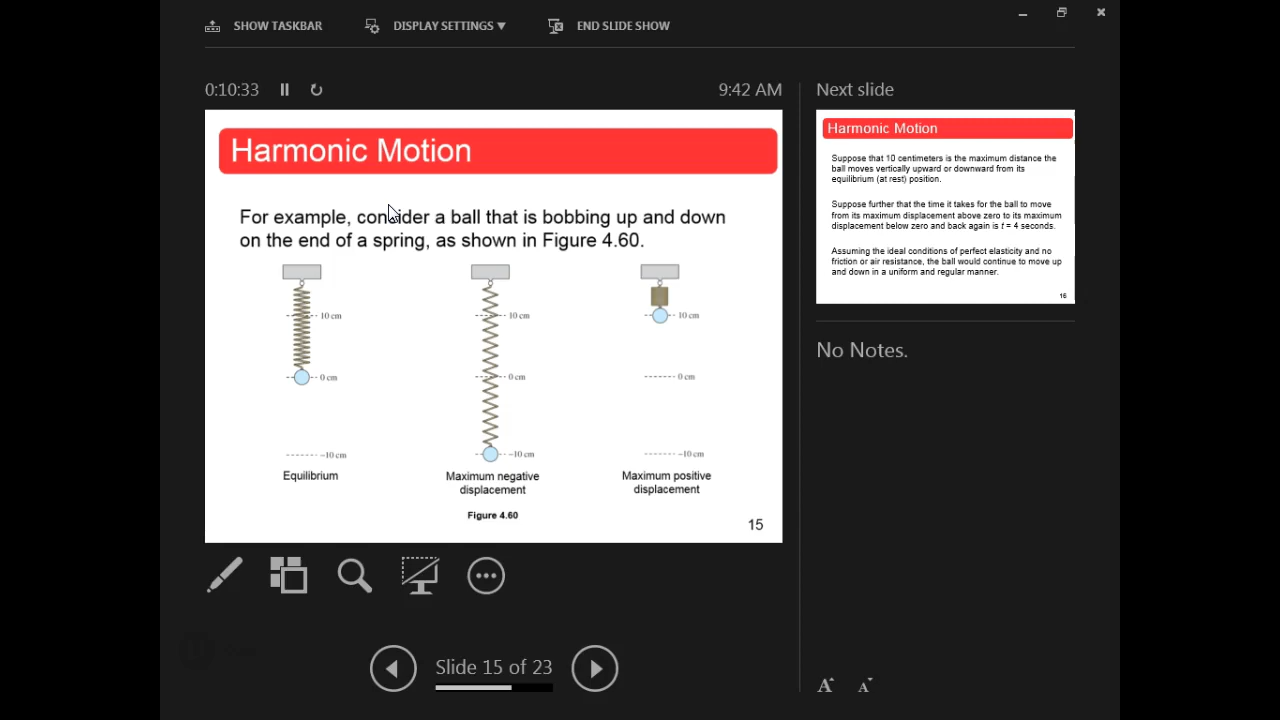 SHOW TASKBAR
DISPLAY SETTINGS ▼
END SLIDE SHOW
0:10:33
9:42 AM
Next slide
Harmonic Motion
For example, consider a ball that is bobbing up and down
on the end of a spring, as shown in Figure 4.60.
10 cm
0 cm
-10 cm
Equilibrium
10 cm
0 cm
-10 cm
Maximum negative
displacement
10 cm
0 cm
-10 cm
Maximum positive
displacement
Figure 4.60
15
Harmonic Motion
Suppose that 10 centimeters is the maximum distance the
ball moves vertically upward or downward from its
equilibrium (at rest) position.
Suppose further that the time it takes for the ball to move
from its maximum displacement above zero to its maximum
displacement below zero and back again is t = 4 seconds.
Assuming the ideal conditions of perfect elasticity and no
friction or air resistance, the ball would continue to move up
and down in a uniform and regular manner.
16
No Notes.
Slide 15 of 23
A A